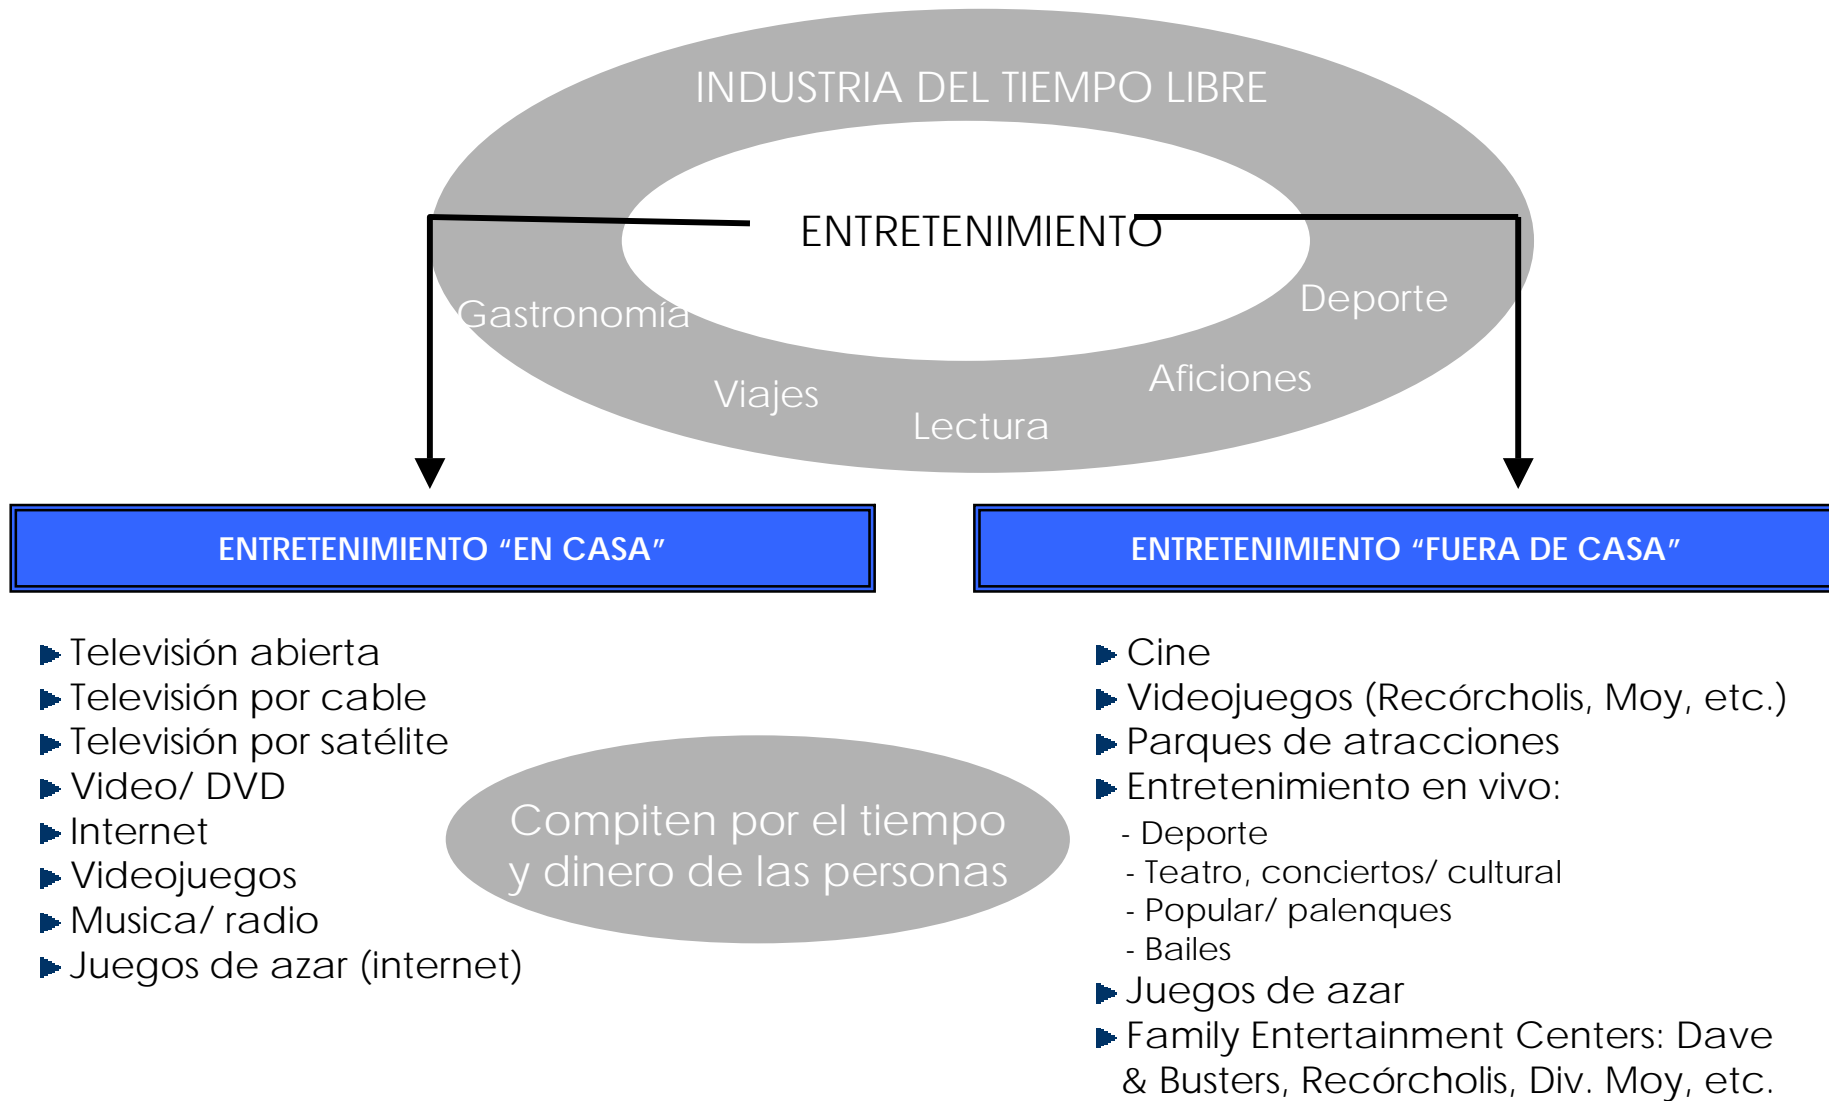 INDUSTRIA DEL TIEMPO LIBRE
ENTRETENIMIENTO
Gastronomía
Viajes
Lectura
Aficiones
Deporte
ENTRETENIMIENTO “EN CASA”
Televisión abierta
Televisión por cable
Televisión por satélite
Video/ DVD
Internet
Videojuegos
Musica/ radio
Juegos de azar (internet)
Compiten por el tiempo
y dinero de las personas
ENTRETENIMIENTO “FUERA DE CASA”
Cine
Videojuegos (Recórcholis, Moy, etc.)
Parques de atracciones
Entretenimiento en vivo:
- Deporte
- Teatro, conciertos/ cultural
- Popular/ palenques
- Bailes
Juegos de azar
Family Entertainment Centers: Dave
& Busters, Recórcholis, Div. Moy, etc.